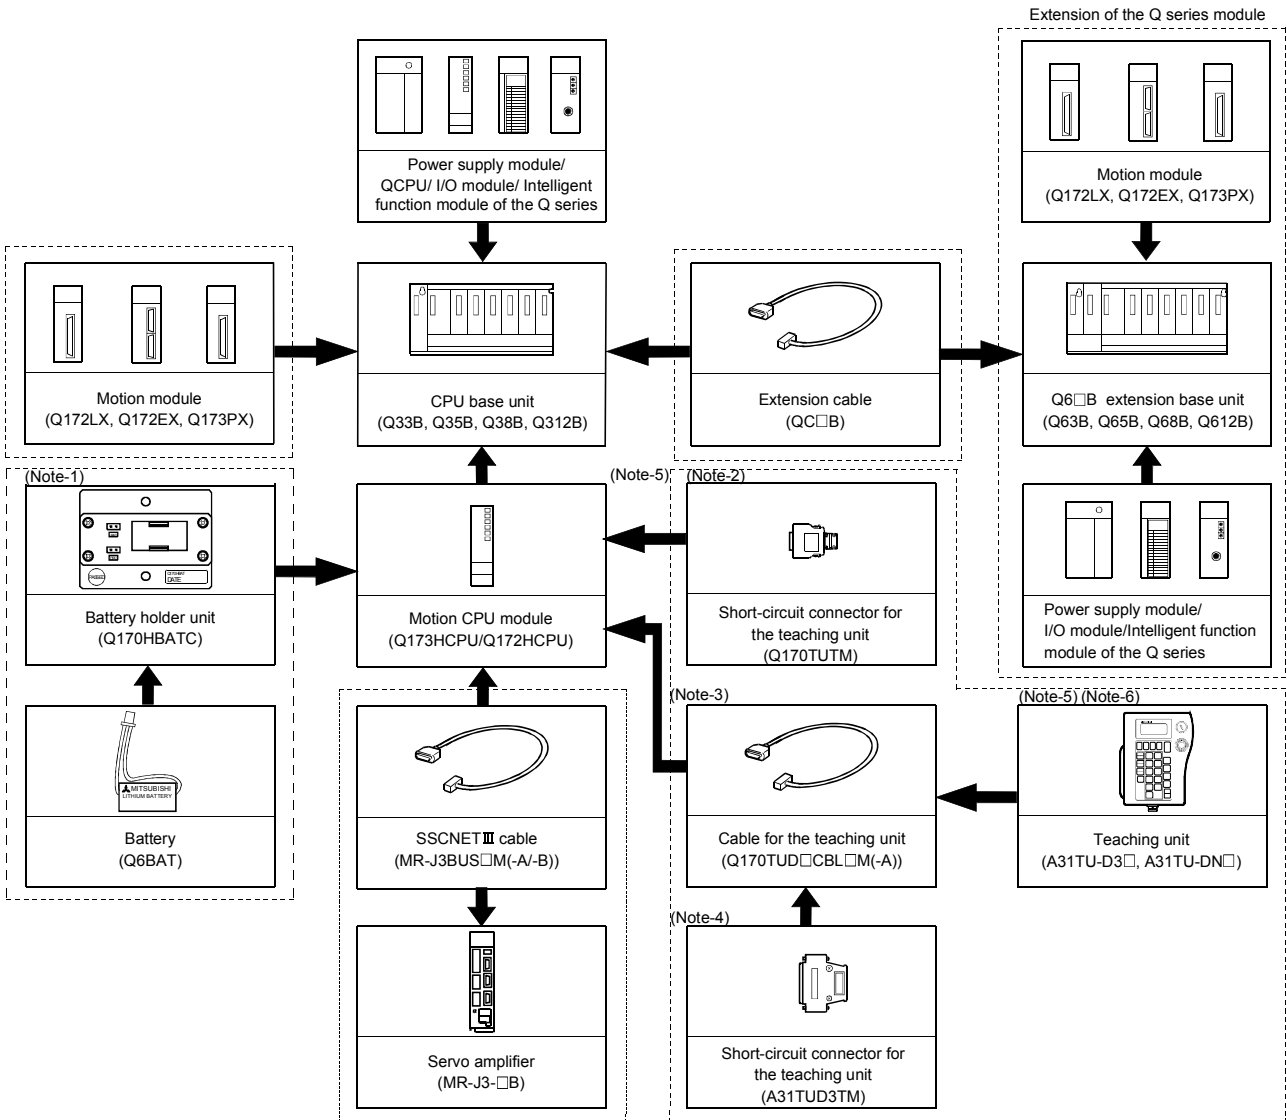 Extension of the Q series module
Power supply module/
QCPU/ I/O module/ Intelligent
function module of the Q series
Motion module
(Q172LX, Q172EX, Q173PX)
Motion module
(Q172LX, Q172EX, Q173PX)
CPU base unit
(Q33B, Q35B, Q38B, Q312B)
Extension cable
(QC□B)
Q6□B extension base unit
(Q63B, Q65B, Q68B, Q612B)
(Note-1)
DATE
Battery holder unit
(Q170HBATC)
Motion CPU module
(Q173HCPU/Q172HCPU)
(Note-5) (Note-2)
Short-circuit connector for
the teaching unit
(Q170TUTM)
Power supply module/
I/O module/Intelligent function
module of the Q series
MITSUBISHI
LITHIUM BATTERY
Battery
(Q6BAT)
SSCNETⅢ cable
(MR-J3BUS□M(-A/-B))
(Note-3)
Cable for the teaching unit
(Q170TUD□CBL□M(-A))
(Note-5) (Note-6)
Teaching unit
(A31TU-D3□, A31TU-DN□)
Servo amplifier
(MR-J3-□B)
(Note-4)
Short-circuit connector for
the teaching unit
(A31TUD3TM)